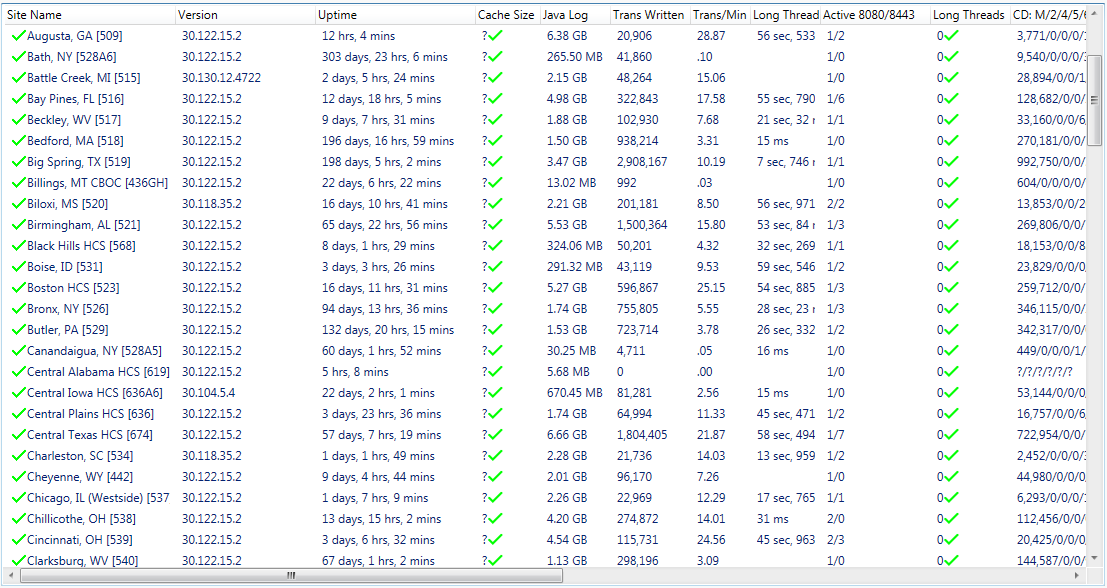 Site Name Version Uptime Cache Size Java Log Trans Written Trans/Min Long Thread Active 8080/8443 Long Threads CD: M/2/4/5/6
Augusta, GA [509] 30.122.15.2 12 hrs, 4 mins ? 6.38 GB 20,906 28.87 56 sec, 533 1/2 0 3,771/0/0/0/
Bath, NY [528A6] 30.122.15.2 303 days, 23 hrs, 6 mins ? 265.50 MB 41,860 .10 1/0 0 9,540/0/0/0/
Battle Creek, MI [515] 30.130.12.4722 2 days, 5 hrs, 24 min ? 2.15 GB 48,264 15.06 1/0 0 28,894/0/0/1
Bay Pines, FL [516] 30.122.15.2 12 days, 18 hrs, 5 mins ? 4.98 GB 322,843 17.58 55 sec, 790 1/6 0 128,682/0/0/
Beckley, WV [517] 30.122.15.2 9 days, 7 hrs, 31 mins ? 1.88 GB 102,930 7.68 21 sec, 32 1/1 0 33,160/0/0/6
Bedford, MA [518] 30.122.15.2 196 days, 16 hrs, 59 mins ? 1.50 GB 938,214 3.31 15 ms 1/0 0 270,181/0/0/
Big Spring, TX [519] 30.122.15.2 198 days, 5 hrs, 2 mins ? 3.47 GB 2,908,167 10.19 7 sec, 746 1/1 0 992,750/0/0/
Billings, MT CBOC [436GH] 30.122.15.2 22 days, 6 hrs, 22 mins ? 13.02 MB 992 .03 1/0 0 604/0/0/0/0
Biloxi, MS [520] 30.118.35.2 16 days, 10 hrs, 41 mins ? 2.21 GB 201,181 8.50 56 sec, 971 2/2 0 13,853/0/0/2
Birmingham, AL [521] 30.122.15.2 65 days, 22 hrs, 56 mins ? 5.53 GB 1,500,364 15.80 53 sec, 84 1/3 0 269,806/0/0/
Black Hills HCS [568] 30.122.15.2 8 days, 1 hrs, 29 mins ? 324.06 MB 50,201 4.32 32 sec, 269 1/1 0 18,153/0/0/8
Boise, ID [531] 30.122.15.2 3 days, 3 hrs, 26 mins ? 291.32 MB 43,119 9.53 59 sec, 546 1/2 0 23,829/0/0/0
Boston HCS [523] 30.122.15.2 16 days, 11 hrs, 31 mins ? 5.27 GB 596,867 25.15 54 sec, 885 1/3 0 259,712/0/0/
Bronx, NY [526] 30.122.15.2 94 days, 13 hrs, 36 mins ? 1.74 GB 755,805 5.55 28 sec, 23 1/3 0 346,115/0/0/
Butler, PA [529] 30.122.15.2 132 days, 20 hrs, 15 mins ? 1.53 GB 723,714 3.78 26 sec, 332 1/2 0 342,317/0/0/
Canandaigua, NY [528A5] 30.122.15.2 60 days, 1 hrs, 52 mins ? 30.25 MB 4,711 .05 16 ms 1/0 0 449/0/0/0/1/
Central Alabama HCS [619] 30.122.15.2 5 hrs, 8 mins ? 5.68 MB 0 .00 1/0 0 ?/?/?/?/?/?
Central Iowa HCS [636A6] 30.104.5.4 22 days, 2 hrs, 1 mins ? 670.45 MB 81,281 2.56 15 ms 1/0 0 53,144/0/0/0
Central Plains HCS [636] 30.122.15.2 3 days, 23 hrs, 36 mins ? 1.74 GB 64,994 11.33 45 sec, 471 1/2 0 16,757/0/0/6
Central Texas HCS [674] 30.122.15.2 57 days, 7 hrs, 19 mins ? 6.66 GB 1,804,405 21.87 58 sec, 494 1/7 0 722,954/0/0/
Charleston, SC [534] 30.118.35.2 1 days, 1 hrs, 49 mins ? 2.28 GB 21,736 14.03 13 sec, 959 1/2 0 2,452/0/0/0/
Cheyenne, WY [442] 30.122.15.2 9 days, 4 hrs, 44 mins ? 2.01 GB 96,170 7.26 1/0 0 44,980/0/0/0
Chicago, IL (Westside) [537 30.122.15.2 1 days, 7 hrs, 9 mins ? 2.26 GB 22,969 12.29 17 sec, 765 1/1 0 6,293/0/0/0/
Chillicothe, OH [538] 30.122.15.2 13 days, 15 hrs, 2 mins ? 4.20 GB 274,872 14.01 31 ms 2/0 0 112,456/0/0/
Cincinnati, OH [539] 30.122.15.2 3 days, 6 hrs, 32 mins ? 4.54 GB 115,731 24.56 45 sec, 963 2/3 0 20,425/0/0/
Clarksburg, WV [540] 30.122.15.2 67 days, 1 hrs, 2 mins ? 1.13 GB 298,196 3.09 1/0 0 144,587/0/0/